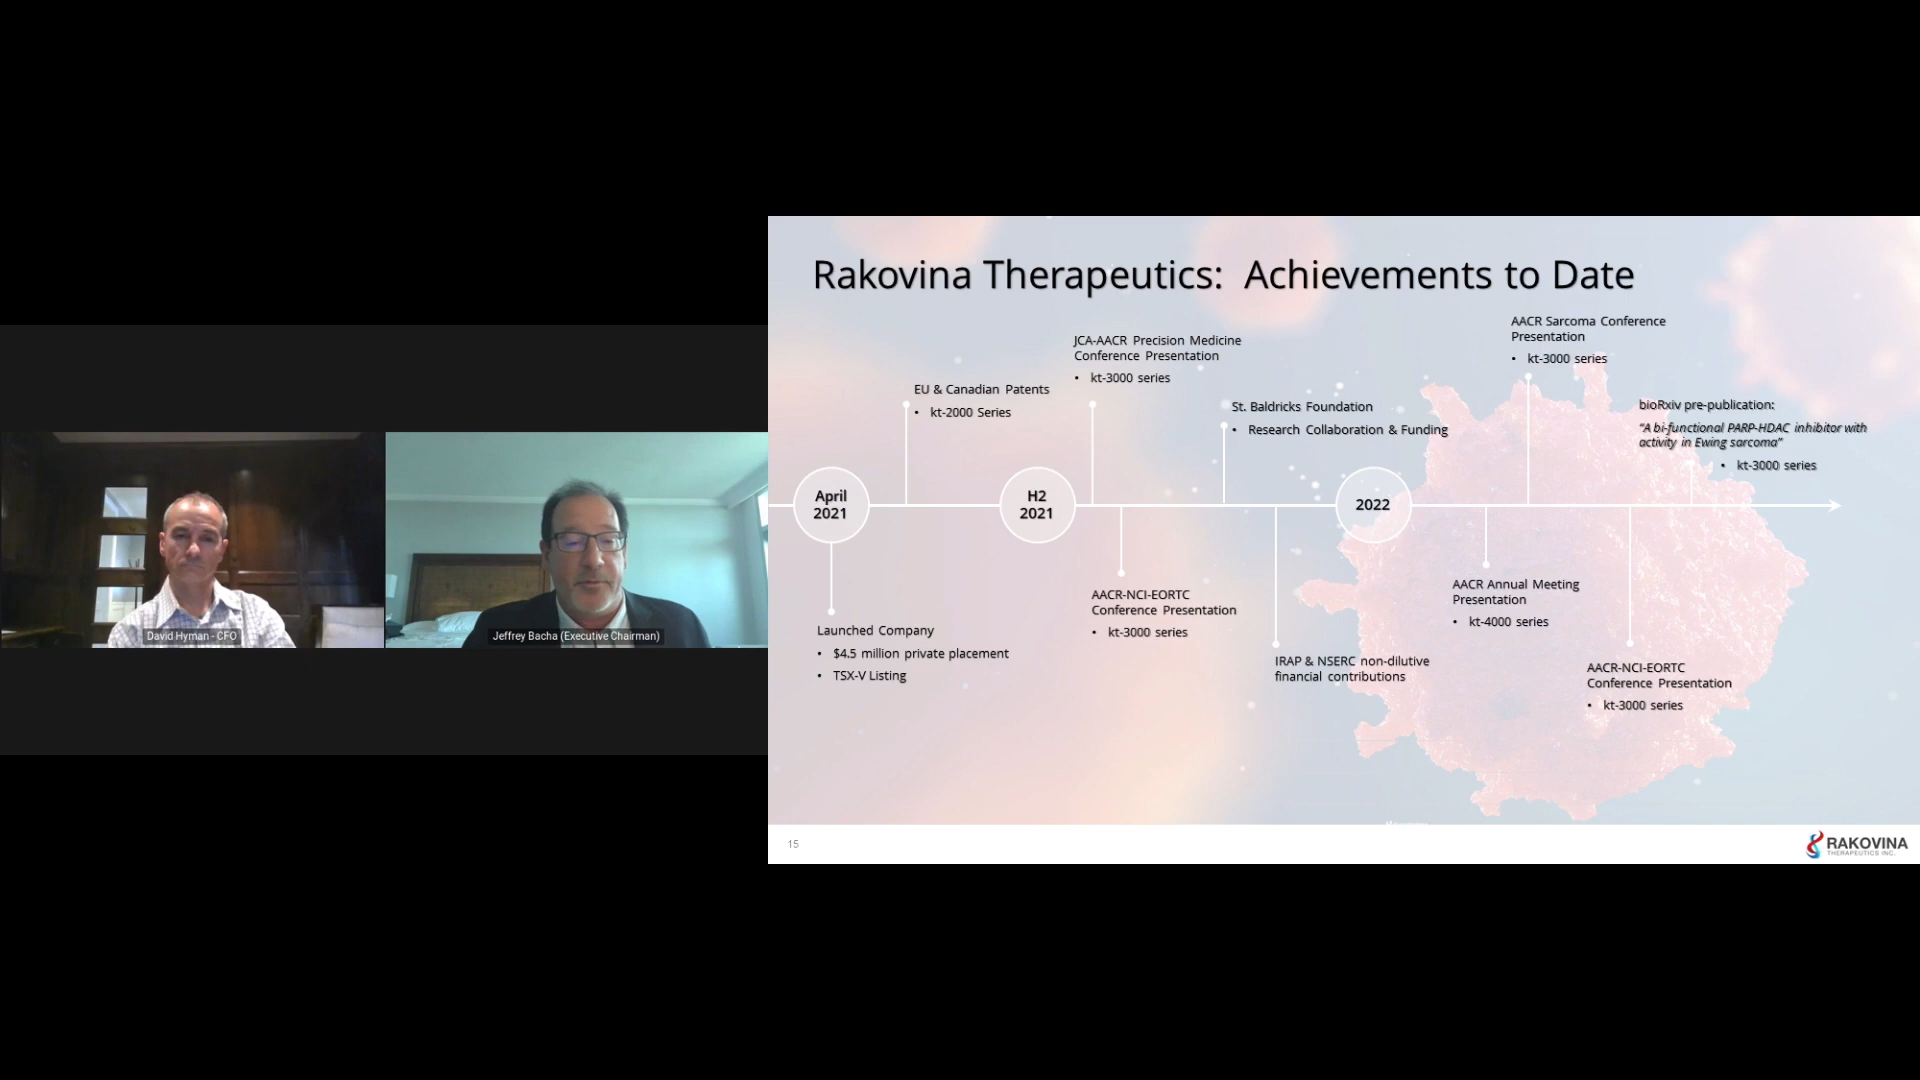 Rakovina Therapeutics: Achievements to Date
AACR Sarcoma Conference
Presentation
• kt-3000 series
JCA-AACR Precision Medicine
Conference Presentation
• kt-3000 series
EU & Canadian Patents
• kt-2000 Series
St. Baldricks Foundation
• Research Collaboration & Funding
bioRxiv pre-publication:
"A bi-functional PARP-HDAC inhibitor with
activity in Ewing sarcoma"
• kt-3000 series
April
2021
H2
2021
2022
AACR-NCI-EORTC
Conference Presentation
• kt-3000 series
AACR Annual Meeting
Presentation
• kt-4000 series
Launched Company
• $4.5 million private placement
• TSX-V Listing
IRAP & NSERC non-dilutive
financial contributions
AACR-NCI-EORTC
Conference Presentation
• kt-3000 series
David Hyman - CFO
Jeffrey Bacha (Executive Chairman)
15
RAKOVINA
THERAPEUTICS INC.